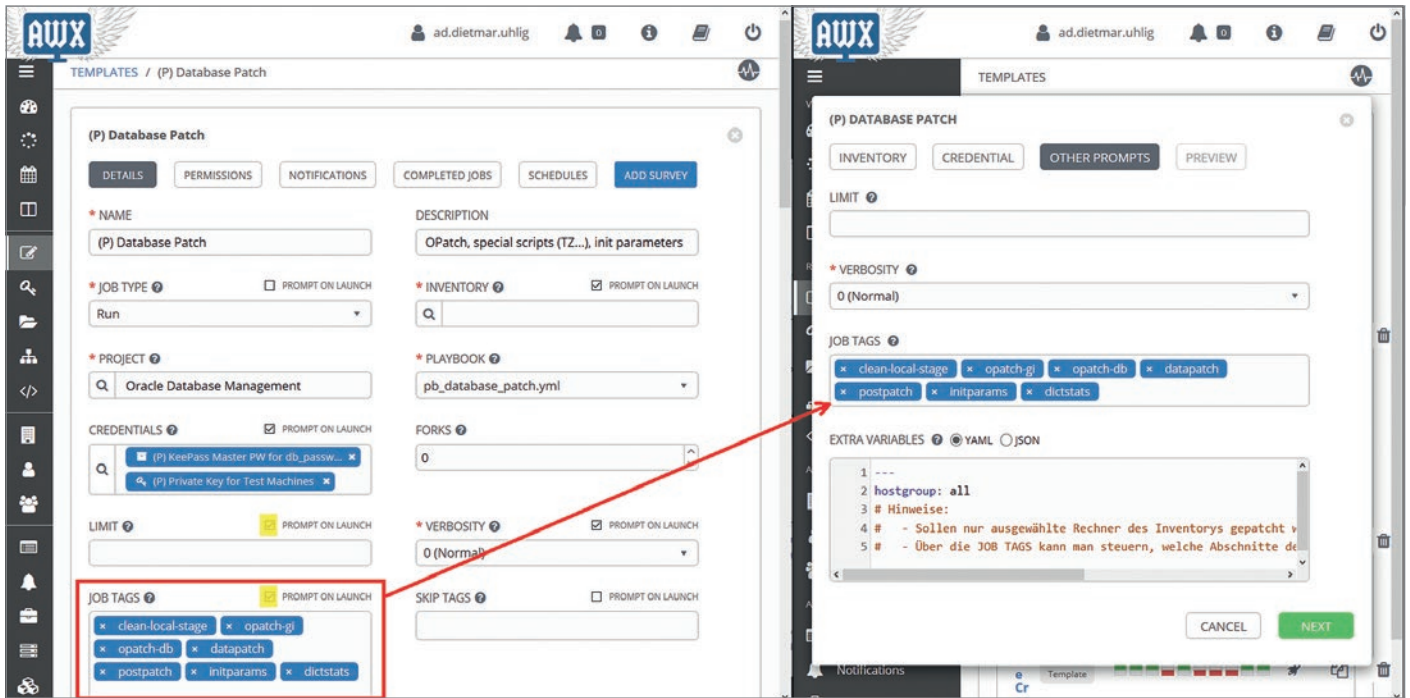 AWX
ad.dietmar.uhlig 0
TEMPLATES / (P) Database Patch
(P) Database Patch
DETAILS PERMISSIONS NOTIFICATIONS COMPLETED JOBS SCHEDULES ADD SURVEY
* NAME
(P) Database Patch
DESCRIPTION
OPatch, special scripts (TZ...), init parameters
* JOB TYPE PROMPT ON LAUNCH
Run
* INVENTORY PROMPT ON LAUNCH
* PROJECT
Oracle Database Management
* PLAYBOOK
pb_database_patch.yml
CREDENTIALS PROMPT ON LAUNCH
(P) KeePass Master PW for db_passw...
(P) Private Key for Test Machines
FORKS
0
LIMIT PROMPT ON LAUNCH
* VERBOSITY PROMPT ON LAUNCH
0 (Normal)
JOB TAGS PROMPT ON LAUNCH
× clean-local-stage × opatch-gi
× opatch-db × datapatch
× postpatch × initparams × dictstats
SKIP TAGS PROMPT ON LAUNCH
AWX
ad.dietmar.uhlig 0
TEMPLATES
(P) DATABASE PATCH
INVENTORY CREDENTIAL OTHER PROMPTS PREVIEW
LIMIT
* VERBOSITY
0 (Normal)
JOB TAGS
× clean-local-stage × opatch-gi × opatch-db × datapatch
× postpatch × initparams × dictstats
EXTRA VARIABLES YAML JSON
1 ---
2 hostgroup: all
3 # Hinweise:
4 # - Sollen nur ausgewählte Rechner des Inventorys gepatcht
5 # - Über die JOB TAGS kann man steuern, welche Abschnitte
CANCEL NEXT
Notifications
e
Cr
Template